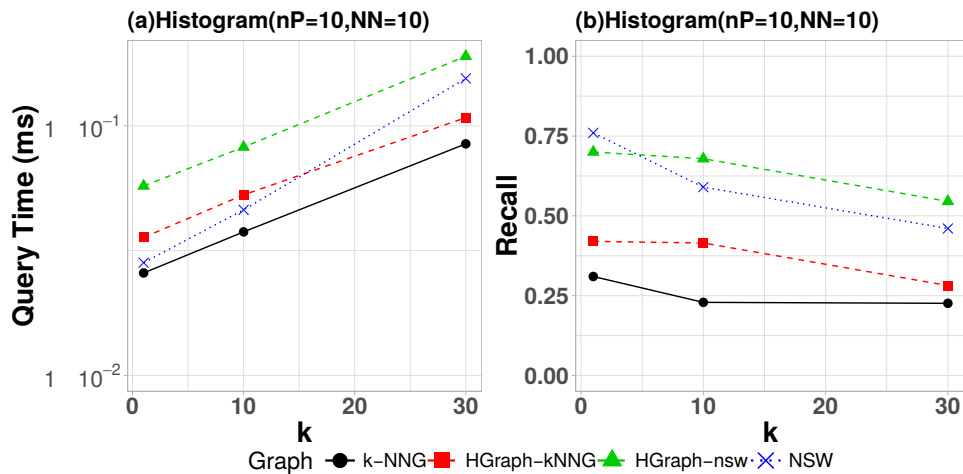 (a)Histogram(nP=10,NN=10)
Query Time (ms)
1 10⁻¹
1 10⁻²
0 10 20 30
k
(b)Histogram(nP=10,NN=10)
Recall
1.00
0.75
0.50
0.25
0.00
0 10 20 30
k
Graph k−NNG HGraph−kNNG HGraph−nsw NSW